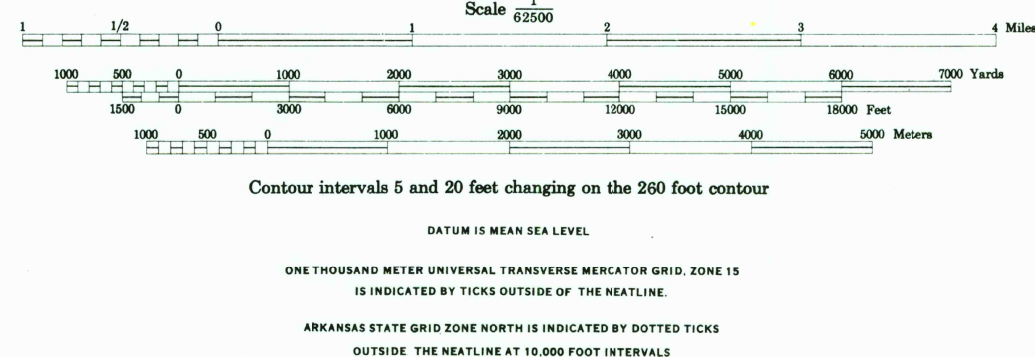 Scale 1/62500
1 1/2 0 1 2 3 4 Miles
1000 500 0 1000 2000 3000 4000 5000 6000 7000 Yards
1500 0 3000 6000 9000 12000 15000 18000 Feet
1000 500 0 1000 2000 3000 4000 5000 Meters
Contour intervals 5 and 20 feet changing on the 260 foot contour
DATUM IS MEAN SEA LEVEL
ONE THOUSAND METER UNIVERSAL TRANSVERSE MERCATOR GRID, ZONE 15
IS INDICATED BY TICKS OUTSIDE OF THE NEATLINE.
ARKANSAS STATE GRID ZONE NORTH IS INDICATED BY DOTTED TICKS
OUTSIDE THE NEATLINE AT 10,000 FOOT INTERVALS